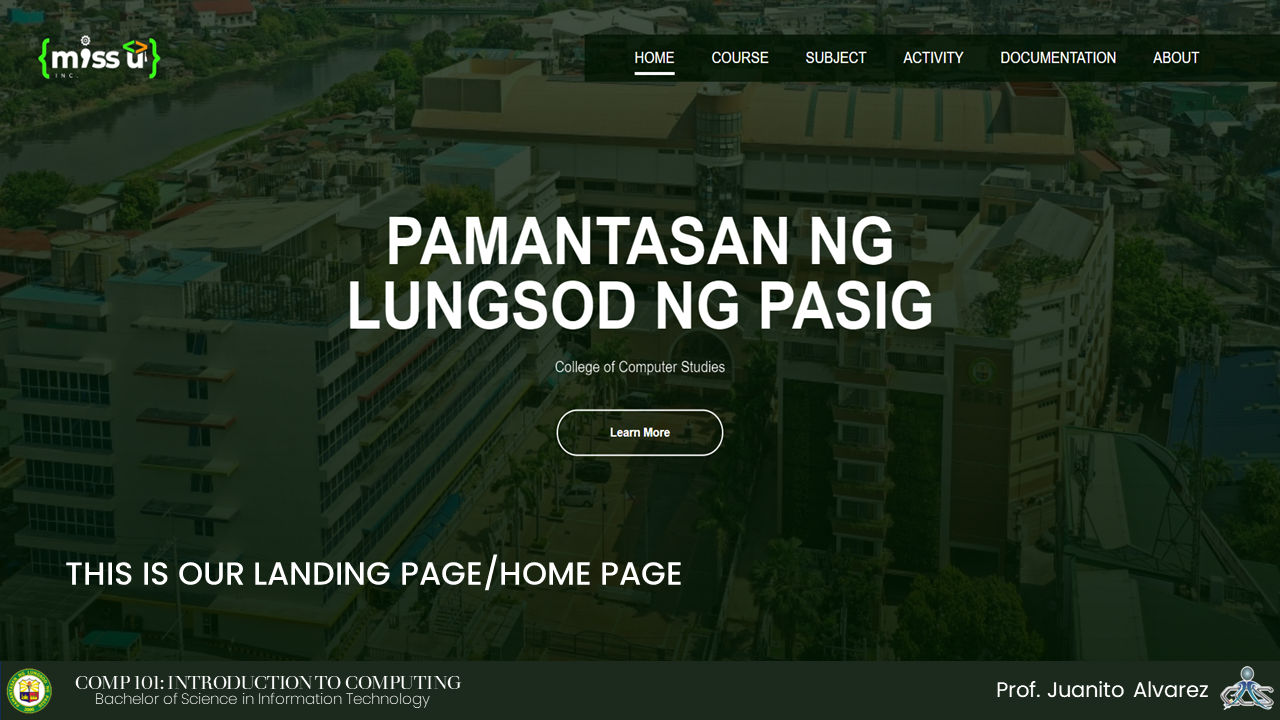 {miss u}
INC.
HOME COURSE SUBJECT ACTIVITY DOCUMENTATION ABOUT
PAMANTASAN NG
LUNGSOD NG PASIG
College of Computer Studies
Learn More
THIS IS OUR LANDING PAGE/HOME PAGE
COMP 101: INTRODUCTION TO COMPUTING
Bachelor of Science in Information Technology
Prof. Juanito Alvarez